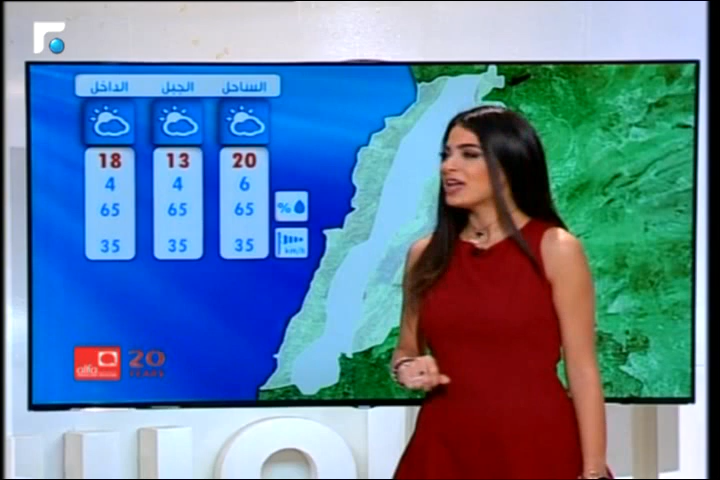 الساحل الجبل الداخل
20 13 18
6 4 4
65 65 65 %
35 35 35 km/h
alfa
20
YEARS